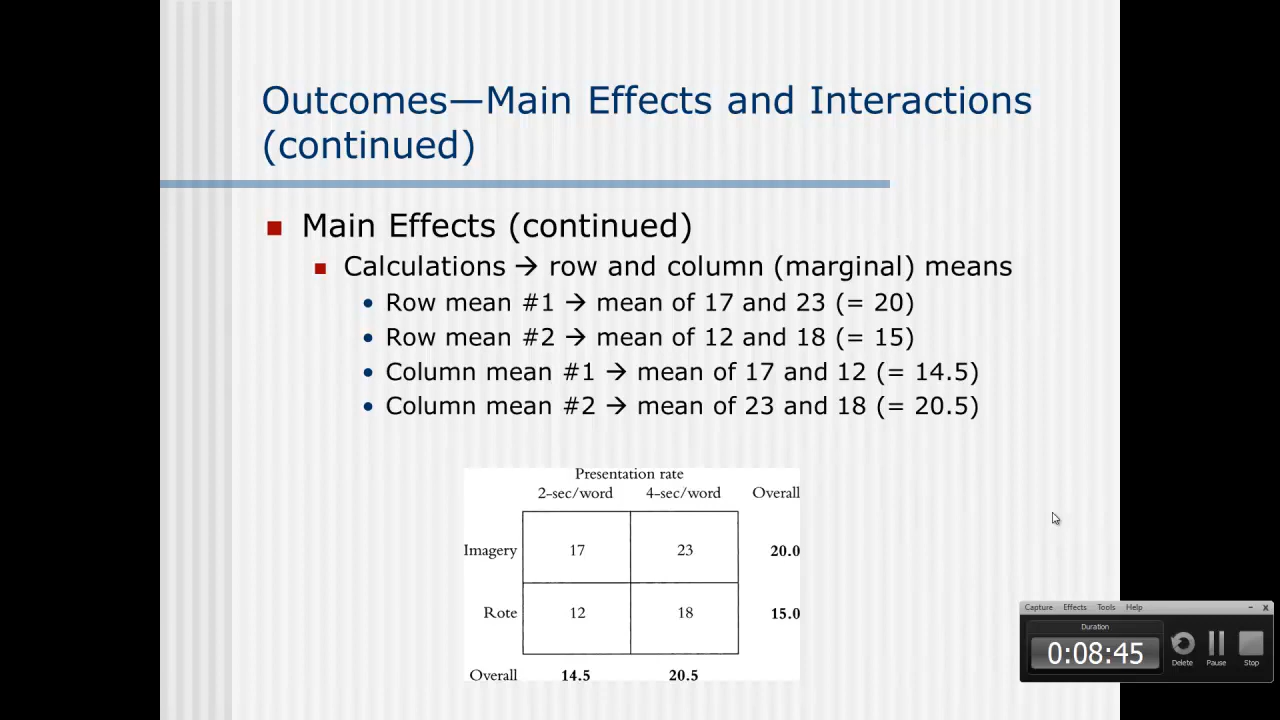 Outcomes—Main Effects and Interactions
(continued)
Main Effects (continued)
Calculations → row and column (marginal) means
Row mean #1 → mean of 17 and 23 (= 20)
Row mean #2 → mean of 12 and 18 (= 15)
Column mean #1 → mean of 17 and 12 (= 14.5)
Column mean #2 → mean of 23 and 18 (= 20.5)
Presentation rate
2-sec/word 4-sec/word Overall
Imagery 17 23 20.0
Rote 12 18 15.0
Overall 14.5 20.5
Capture Effects Tools Help
Duration
0:08:45
Delete Pause Stop